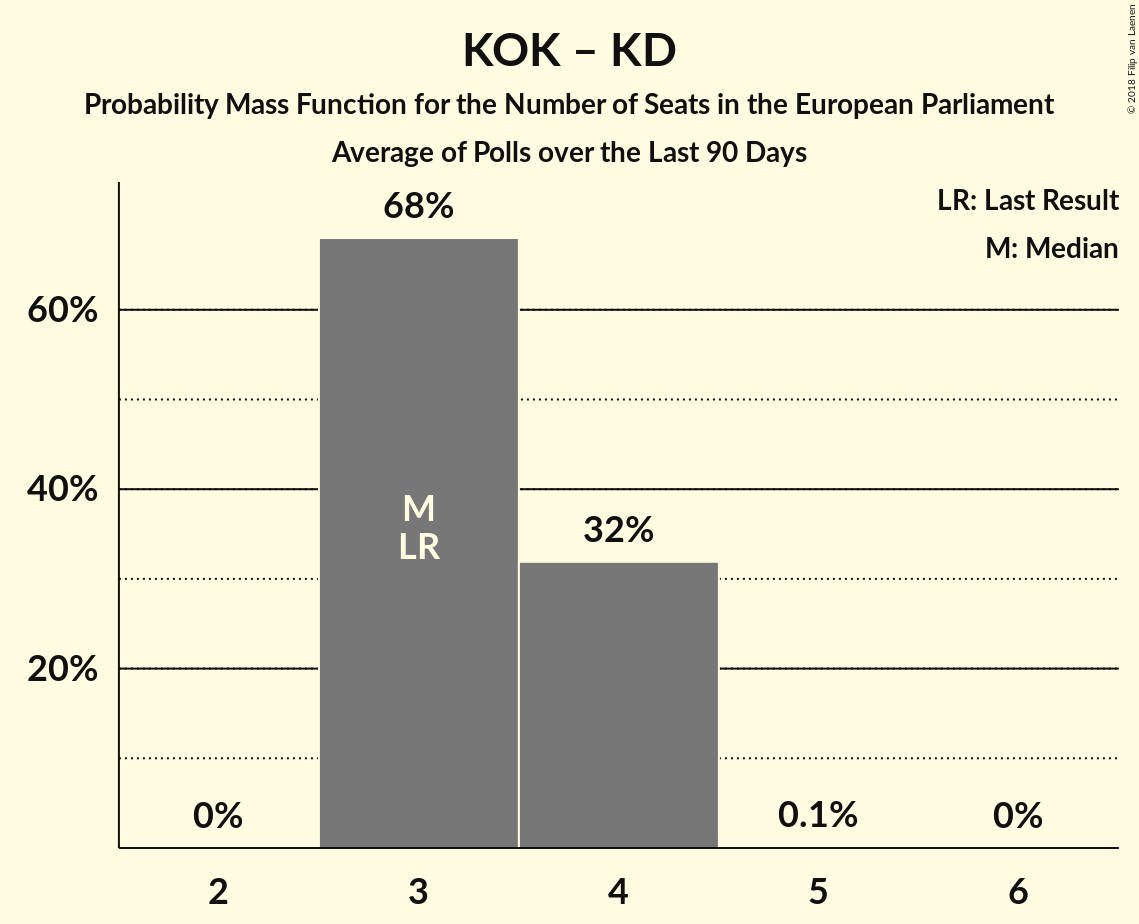 KOK – KD
Probability Mass Function for the Number of Seats in the European Parliament
Average of Polls over the Last 90 Days
© 2018 Filip van Laenen
LR: Last Result
M: Median
68%
60%
40%
M
LR
32%
20%
0%
0.1%
0%
2
3
4
5
6